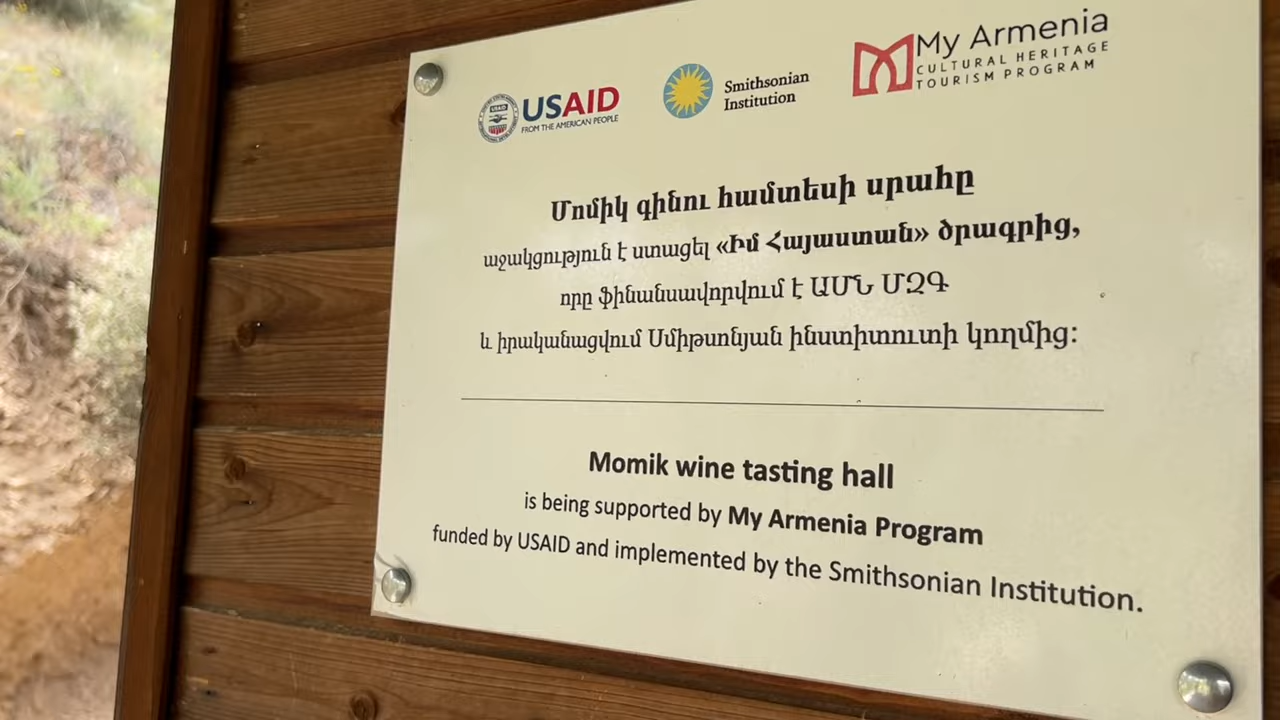 USAID
FROM THE AMERICAN PEOPLE
Smithsonian
Institution
My Armenia
CULTURAL HERITAGE
TOURISM PROGRAM
Մոմիկ գինու համտեսի սրահը
աջակցություն է ստացել «Իմ Հայաստան» ծրագրից,
որը ֆինանսավորվում է ԱՄՆ ՄԶԳ
և իրականացվում Սմիթսոնյան ինստիտուտի կողմից:
Momik wine tasting hall
is being supported by My Armenia Program
funded by USAID and implemented by the Smithsonian Institution.